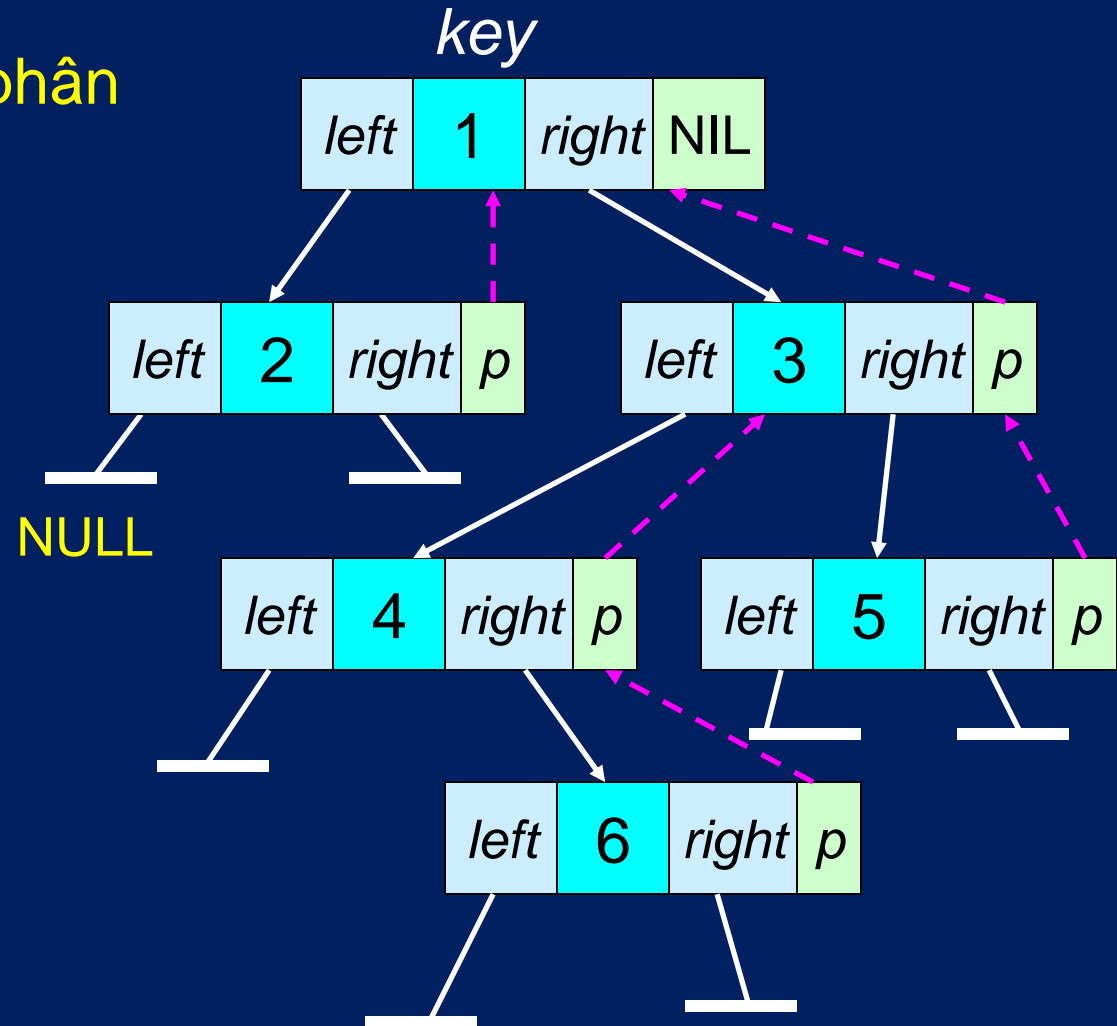 key
phân
left 1 right NIL
left 2 right p
left 3 right p
NULL
left 4 right p
left 5 right p
left 6 right p